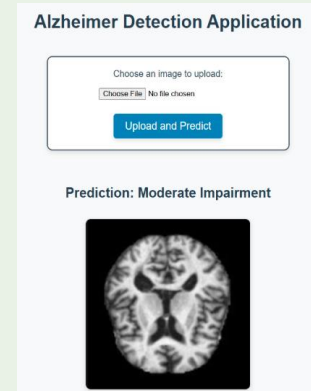 Alzheimer Detection Application
Choose an image to upload:
Choose File No file chosen
Upload and Predict
Prediction: Moderate Impairment